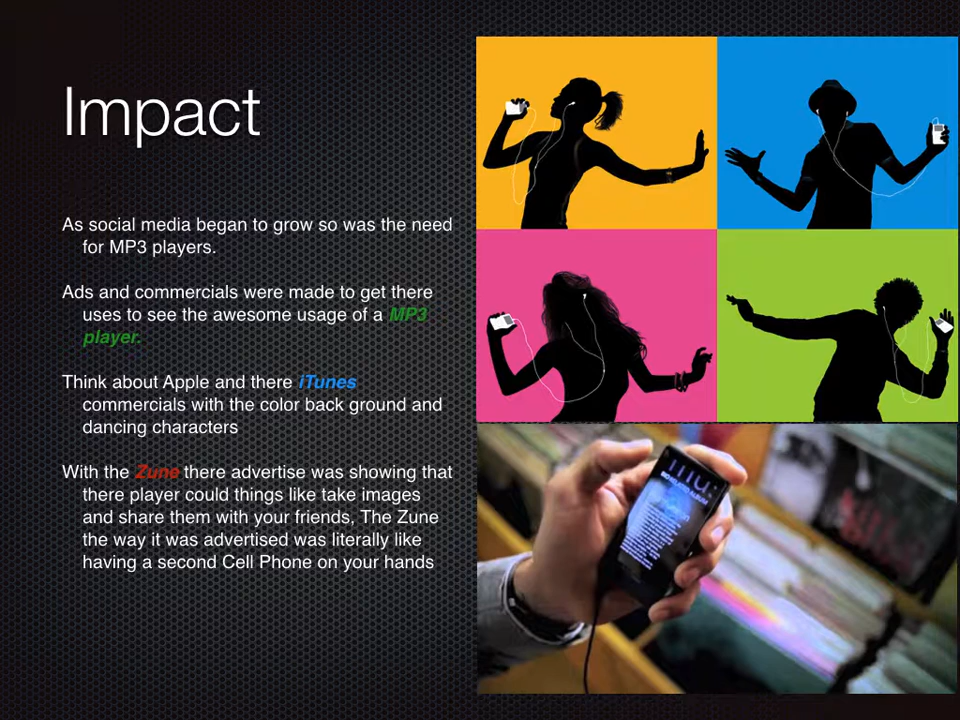 Impact
As social media began to grow so was the need
for MP3 players.
Ads and commercials were made to get there
uses to see the awesome usage of a MP3
player.
Think about Apple and there iTunes
commercials with the color back ground and
dancing characters
With the Zune there advertise was showing that
there player could things like take images
and share them with your friends, The Zune
the way it was advertised was literally like
having a second Cell Phone on your hands